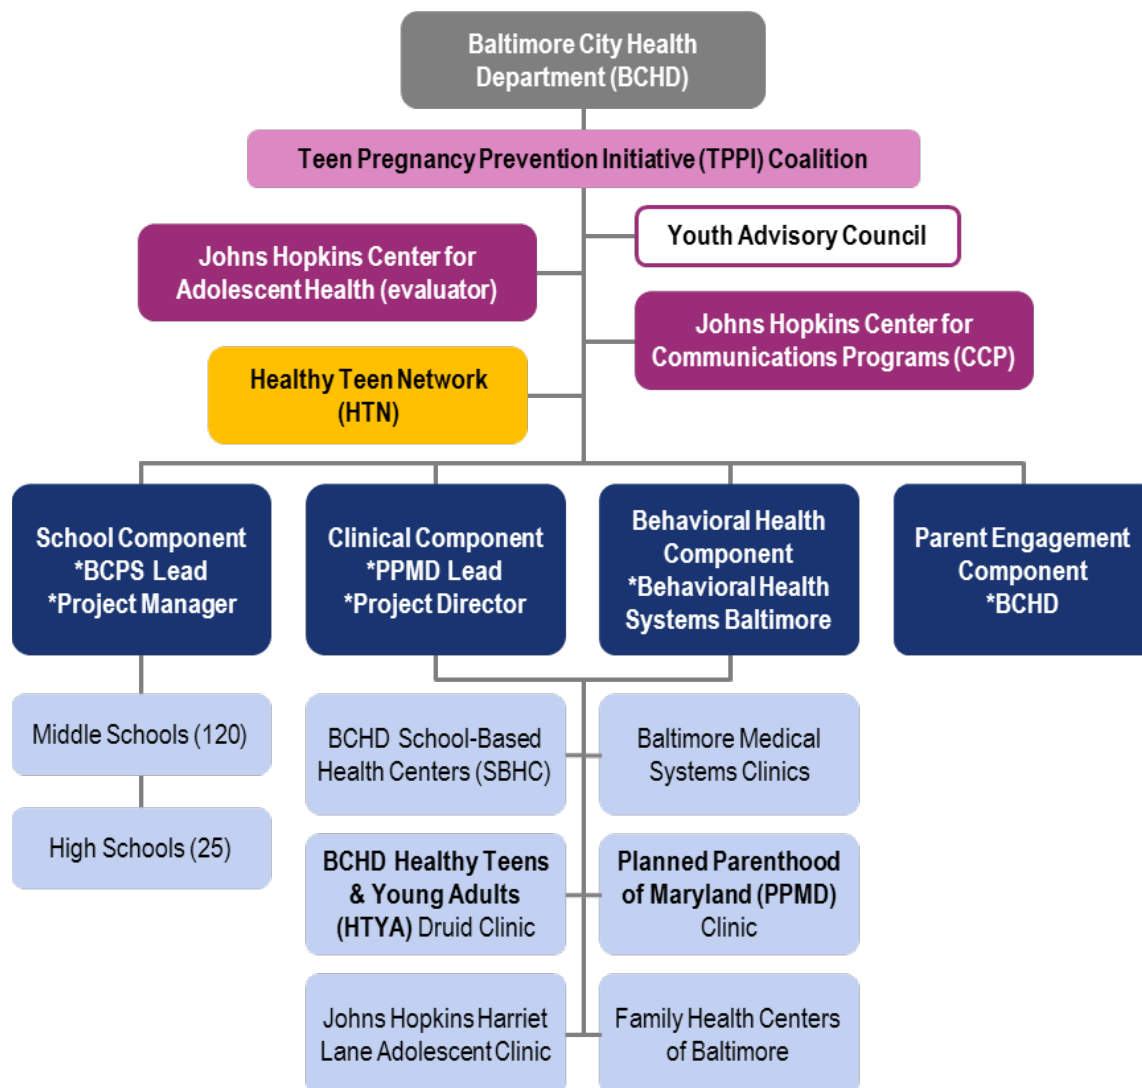 Baltimore City Health
Department (BCHD)
Teen Pregnancy Prevention Initiative (TPPI) Coalition
Youth Advisory Council
Johns Hopkins Center for
Adolescent Health (evaluator)
Johns Hopkins Center for
Communications Programs (CCP)
Healthy Teen Network
(HTN)
School Component
*BCPS Lead
*Project Manager
Clinical Component
*PPMD Lead
*Project Director
Behavioral Health
Component
*Behavioral Health
Systems Baltimore
Parent Engagement
Component
*BCHD
Middle Schools (120)
High Schools (25)
BCHD School-Based
Health Centers (SBHC)
Baltimore Medical
Systems Clinics
BCHD Healthy Teens
& Young Adults
(HTYA) Druid Clinic
Planned Parenthood
of Maryland (PPMD)
Clinic
Johns Hopkins Harriet
Lane Adolescent Clinic
Family Health Centers
of Baltimore